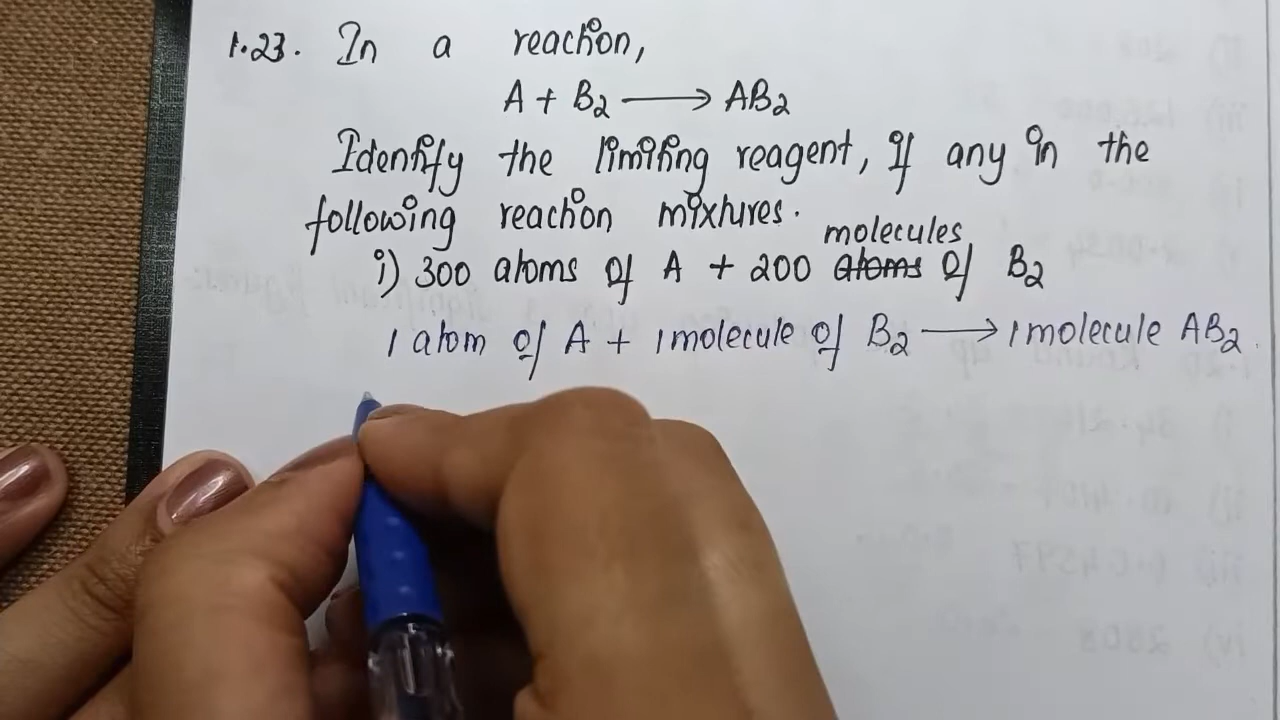 1.23. In a reaction,
A + B2 ⟶ AB2
Identify the limiting reagent, if any in the
following reaction mixtures.
molecules
i) 300 atoms of A + 200 atoms of B2
1 atom of A + 1 molecule of B2 ⟶ 1 molecule AB2.